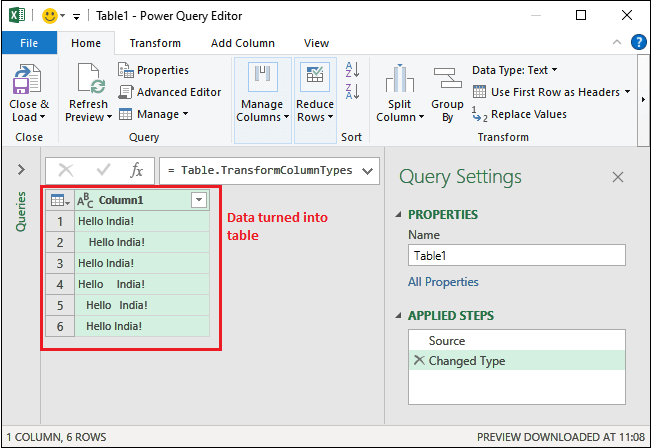 Table1 - Power Query Editor
File Home Transform Add Column View
Close & Load Refresh Preview Properties Advanced Editor Manage Manage Columns Reduce Rows A Z Z A Split Column Group By Data Type: Text Use First Row as Headers 1 2 Replace Values
Close Query Sort Transform
Queries
fx = Table.TransformColumnTypes
ABC Column1
1 Hello India!
2     Hello India!
3 Hello India!
4 Hello     India!
5    Hello   India!
6    Hello India!
Data turned into
table
Query Settings
PROPERTIES
Name
Table1
All Properties
APPLIED STEPS
Source
Changed Type
1 COLUMN, 6 ROWS PREVIEW DOWNLOADED AT 11:08